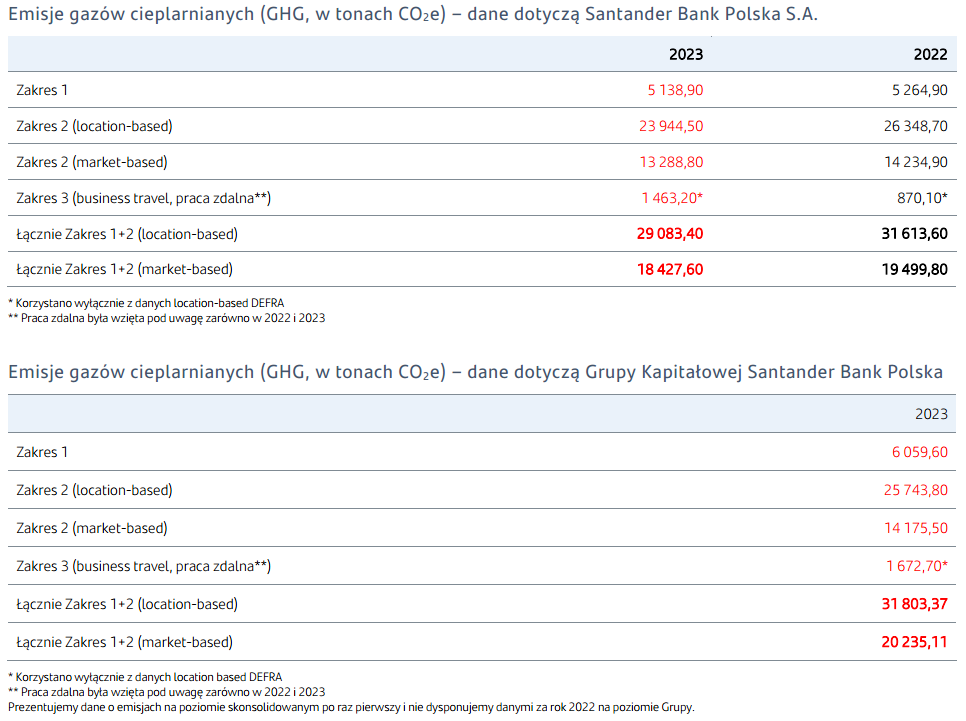 Emisje gazów cieplarnianych (GHG, w tonach CO₂e) – dane dotyczą Santander Bank Polska S.A.
2023 2022
Zakres 1 5 138,90 5 264,90
Zakres 2 (location-based) 23 944,50 26 348,70
Zakres 2 (market-based) 13 288,80 14 234,90
Zakres 3 (business travel, praca zdalna**) 1 463,20* 870,10*
Łącznie Zakres 1+2 (location-based) 29 083,40 31 613,60
Łącznie Zakres 1+2 (market-based) 18 427,60 19 499,80
* Korzystano wyłącznie z danych location-based DEFRA
** Praca zdalna była wzięta pod uwagę zarówno w 2022 i 2023
Emisje gazów cieplarnianych (GHG, w tonach CO₂e) – dane dotyczą Grupy Kapitałowej Santander Bank Polska
2023
Zakres 1 6 059,60
Zakres 2 (location-based) 25 743,80
Zakres 2 (market-based) 14 175,50
Zakres 3 (business travel, praca zdalna**) 1 672,70*
Łącznie Zakres 1+2 (location-based) 31 803,37
Łącznie Zakres 1+2 (market-based) 20 235,11
* Korzystano wyłącznie z danych location based DEFRA
** Praca zdalna była wzięta pod uwagę zarówno w 2022 i 2023
Prezentujemy dane o emisjach na poziomie skonsolidowanym po raz pierwszy i nie dysponujemy danymi za rok 2022 na poziomie Grupy.